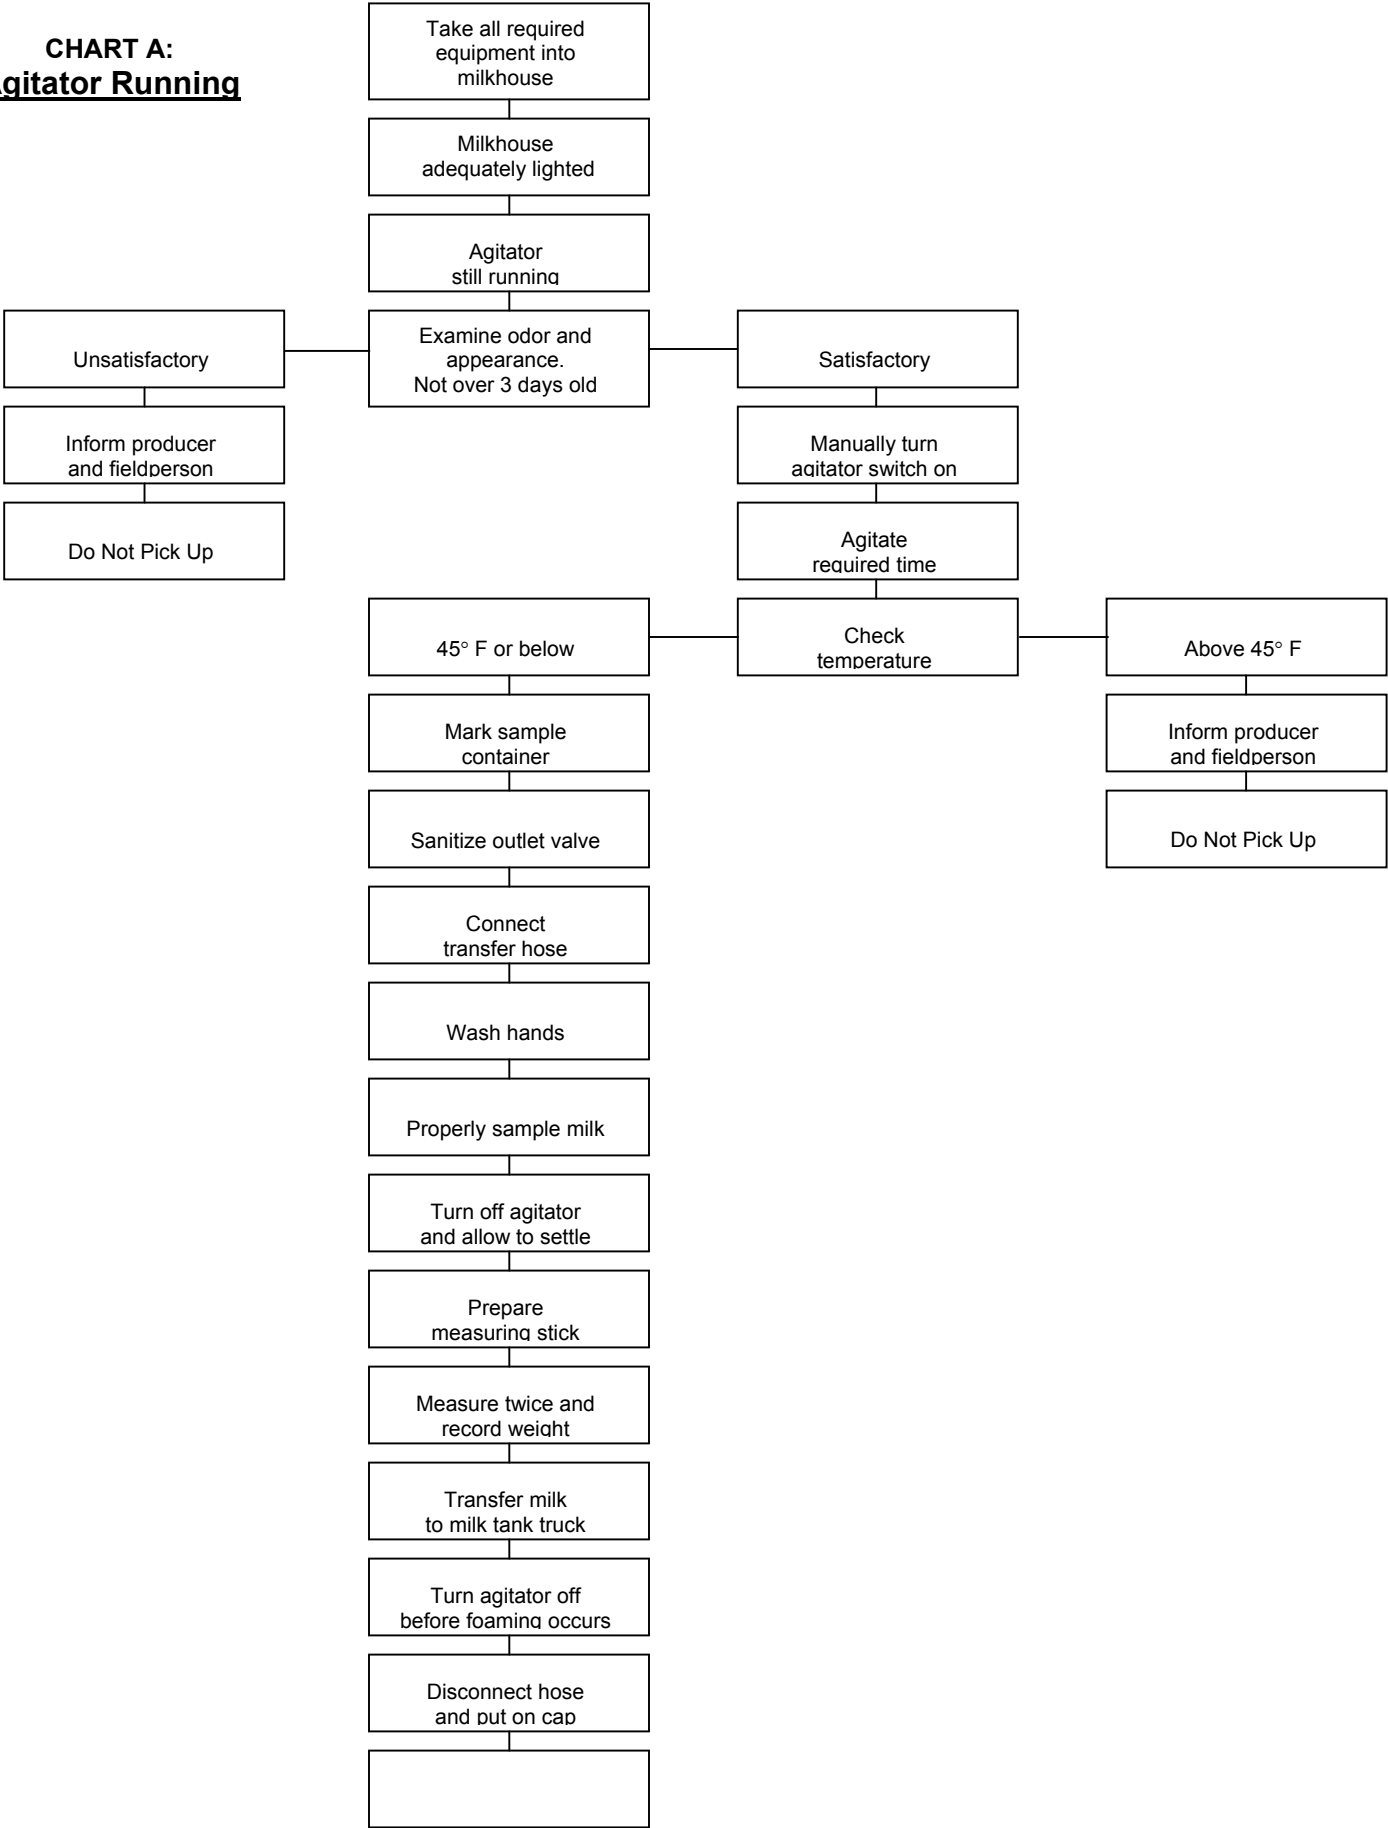 CHART A:
gitator Running
Take all required
equipment into
milkhouse
Milkhouse
adequately lighted
Agitator
still running
Examine odor and
appearance.
Not over 3 days old
Unsatisfactory
Inform producer
and fieldperson
Do Not Pick Up
Satisfactory
Manually turn
agitator switch on
Agitate
required time
Check
temperature
45° F or below
Above 45° F
Inform producer
and fieldperson
Do Not Pick Up
Mark sample
container
Sanitize outlet valve
Connect
transfer hose
Wash hands
Properly sample milk
Turn off agitator
and allow to settle
Prepare
measuring stick
Measure twice and
record weight
Transfer milk
to milk tank truck
Turn agitator off
before foaming occurs
Disconnect hose
and put on cap